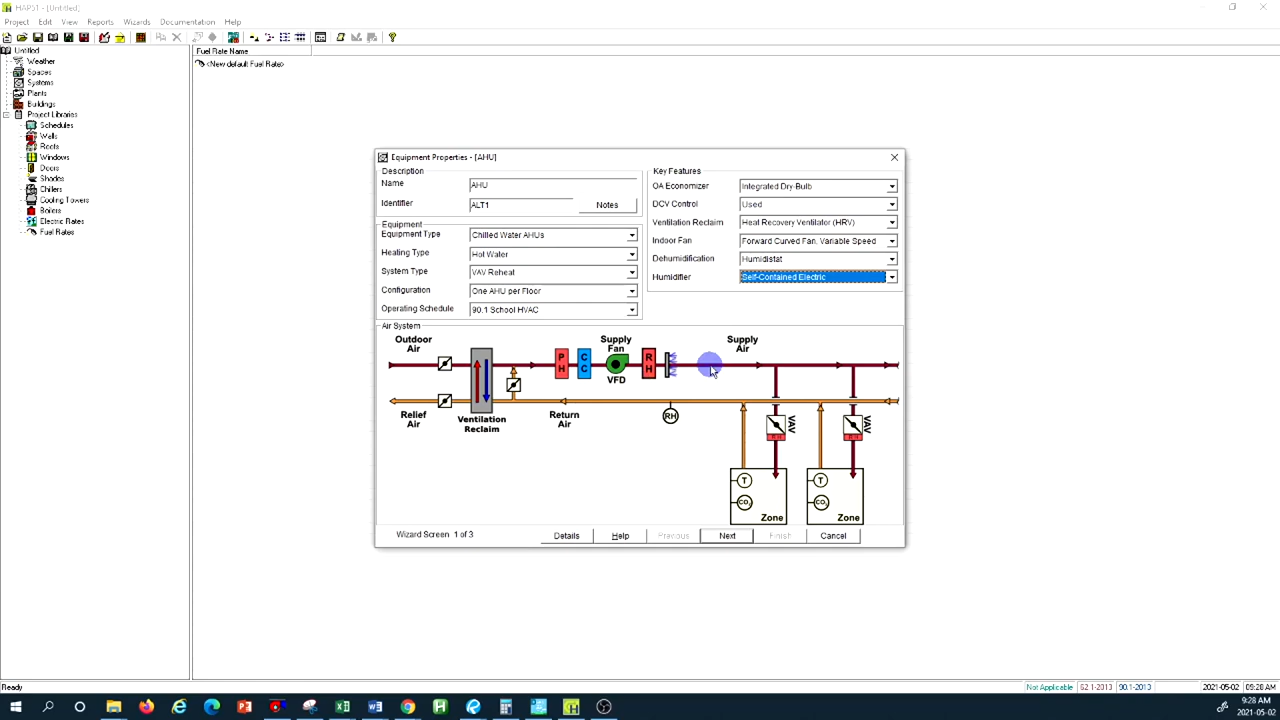 HAP51 - [Untitled]
Project Edit View Reports Wizards Documentation Help
Untitled
Weather
Spaces
Systems
Plants
Buildings
Project Libraries
Schedules
Walls
Roofs
Windows
Doors
Shades
Chillers
Cooling Towers
Boilers
Electric Rates
Fuel Rates
Fuel Rate Name
<New default Fuel Rate>
Equipment Properties - [AHU]
Description
Name AHU
Identifier ALT1 Notes
Equipment
Equipment Type Chilled Water AHUs
Heating Type Hot Water
System Type VAV Reheat
Configuration One AHU per Floor
Operating Schedule 90.1 School HVAC
Key Features
OA Economizer Integrated Dry-Bulb
DCV Control Used
Ventilation Reclaim Heat Recovery Ventilator (HRV)
Indoor Fan Forward Curved Fan, Variable Speed
Dehumidification Humidistat
Humidifier Self-Contained Electric
Air System
Outdoor Air
Supply Fan
Supply Air
PH
CC
VFD
RH
Relief Air
Ventilation Reclaim
Return Air
RH
VAV
VAV
RH
RH
T
CO2
Zone
T
CO2
Zone
Wizard Screen 1 of 3 Details Help Previous Next Finish Cancel
Ready Not Applicable 62.1-2013 90.1-2013 2021-05-02 09:28 AM
9:28 AM
2021-05-02